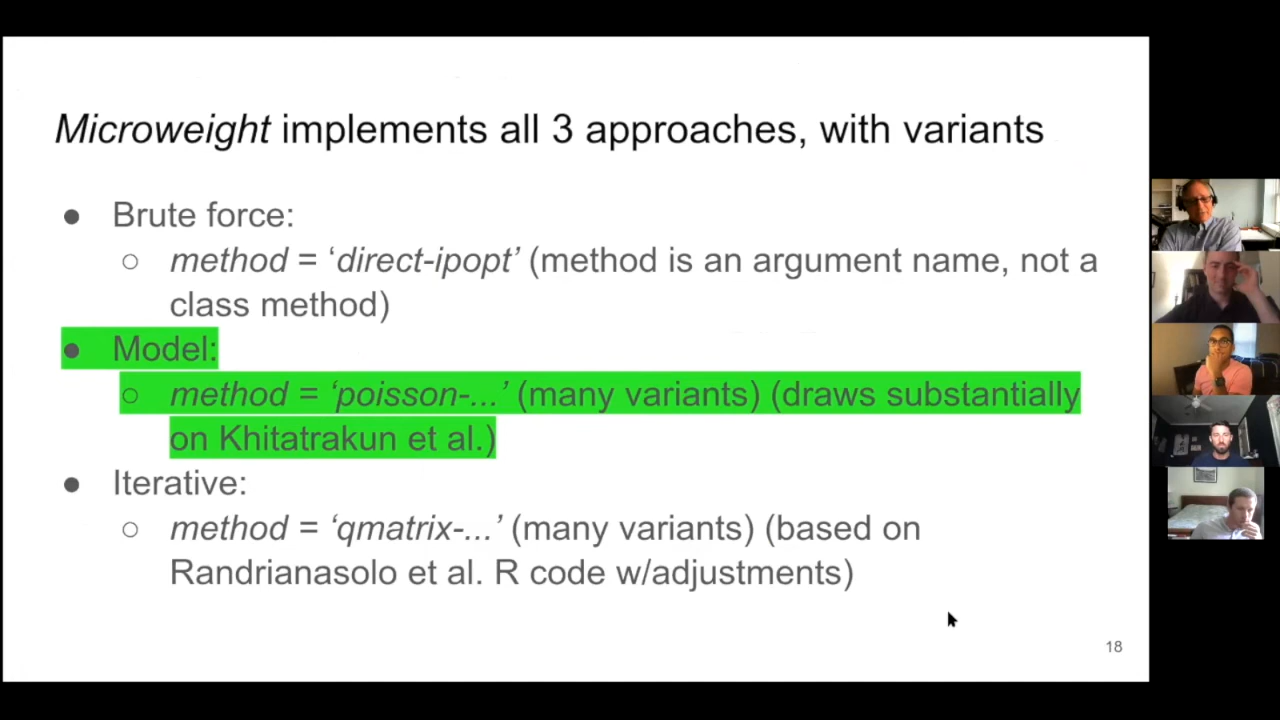 Microweight implements all 3 approaches, with variants
● Brute force:
○ method = ‘direct-ipopt’ (method is an argument name, not a
class method)
● Model:
○ method = ‘poisson-...’ (many variants) (draws substantially
on Khitatrakun et al.)
● Iterative:
○ method = ‘qmatrix-...’ (many variants) (based on
Randrianasolo et al. R code w/adjustments)
18